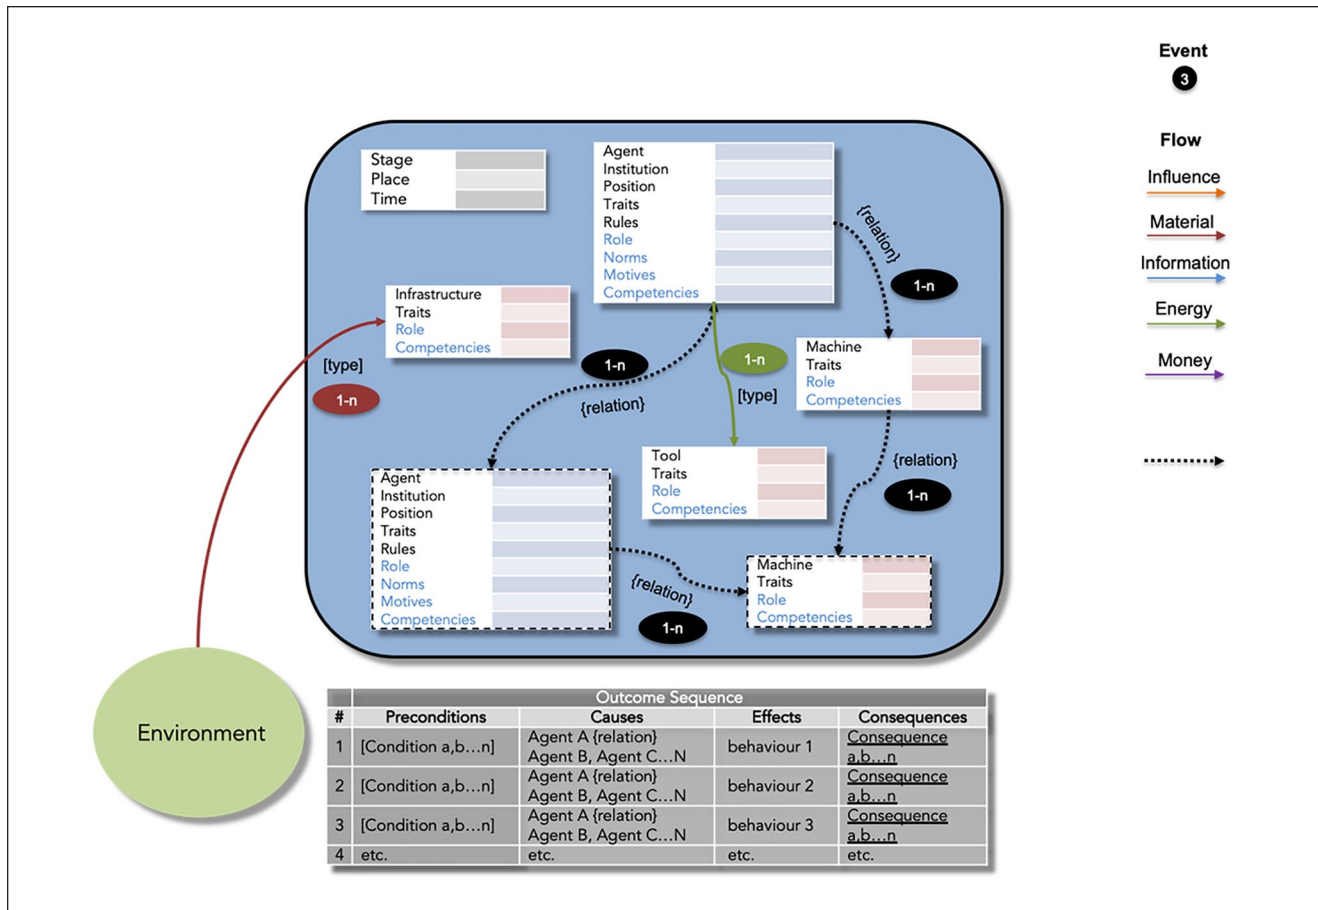 Event
3
Flow
Influence
Material
Information
Energy
Money
Stage
Place
Time
Agent
Institution
Position
Traits
Rules
Role
Norms
Motives
Competencies
{relation}
1-n
Infrastructure
Traits
Role
Competencies
[type]
1-n
1-n
{relation}
1-n
[type]
Machine
Traits
Role
Competencies
{relation}
1-n
Tool
Traits
Role
Competencies
Agent
Institution
Position
Traits
Rules
Role
Norms
Motives
Competencies
{relation}
1-n
Machine
Traits
Role
Competencies
Environment
Outcome Sequence
# Preconditions Causes Effects Consequences
1 [Condition a,b...n] Agent A {relation} behaviour 1 Consequence
Agent B, Agent C...N a,b...n
2 [Condition a,b...n] Agent A {relation} behaviour 2 Consequence
Agent B, Agent C...N a,b...n
3 [Condition a,b...n] Agent A {relation} behaviour 3 Consequence
Agent B, Agent C...N a,b...n
4 etc. etc. etc. etc.